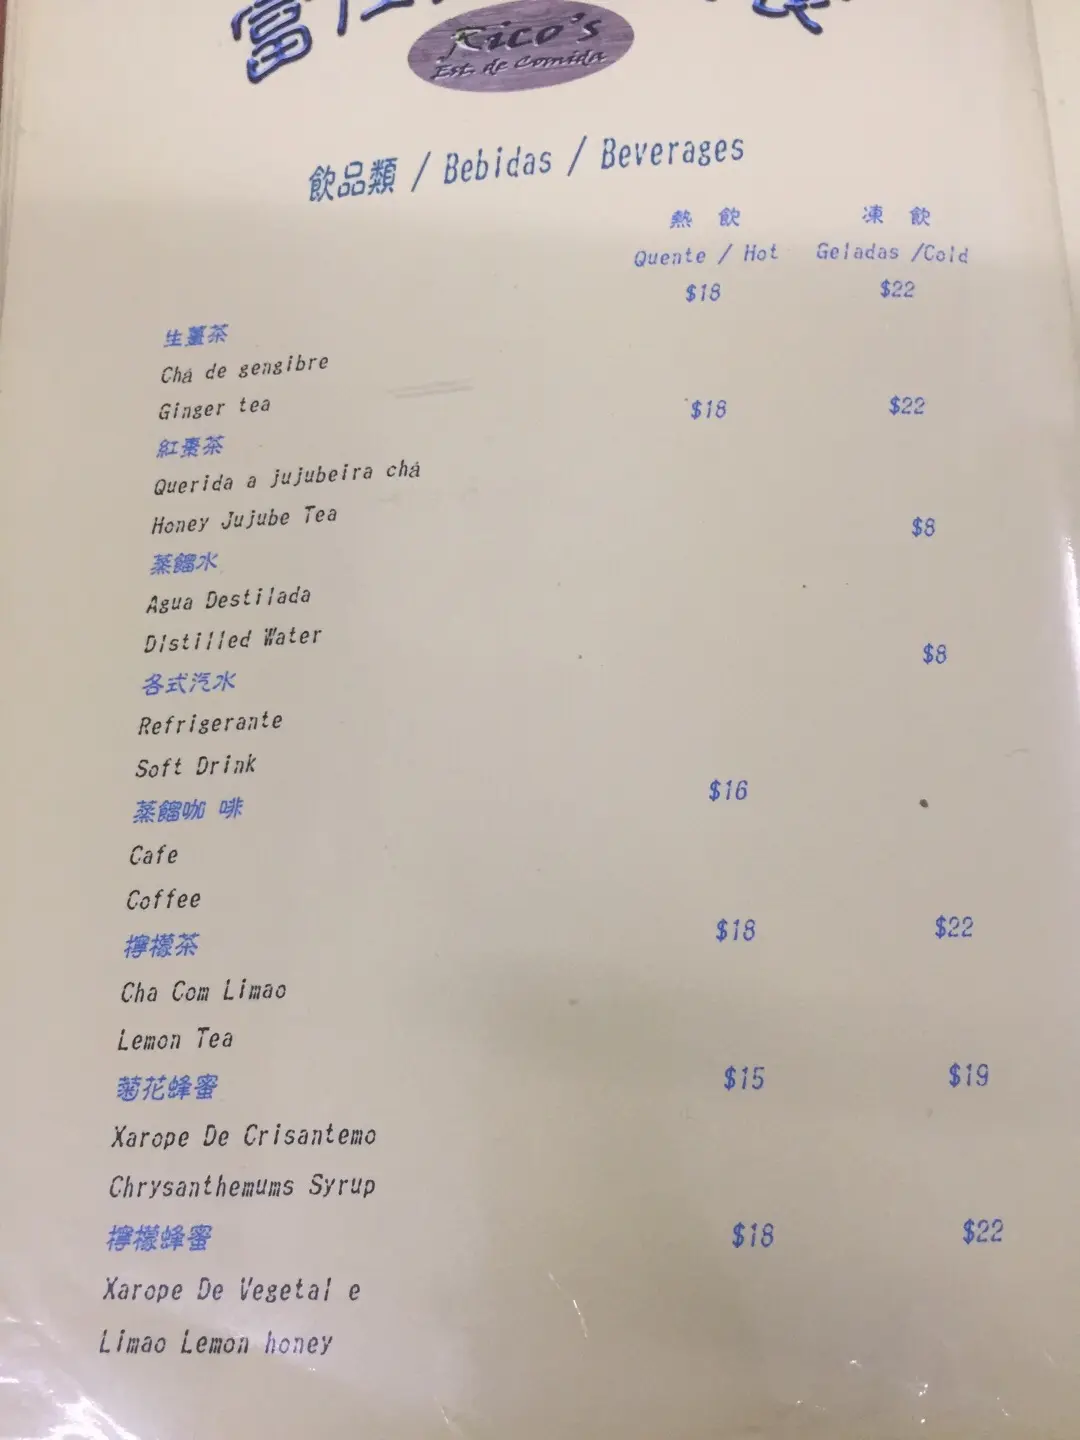 富
Rico's
Est. de Comida
飲品類 / Bebidas / Beverages
熱 飲 凍 飲
Quente / Hot Geladas /Cold
$18 $22
生薑茶
Chá de gengibre
Ginger tea $18 $22
紅棗茶
Querida a jujubeira chá
Honey Jujube Tea $8
蒸餾水
Agua Destilada
Distilled Water $8
各式汽水
Refrigerante
Soft Drink
蒸餾咖 啡 $16
Cafe
Coffee
檸檬茶 $18 $22
Cha Com Limao
Lemon Tea
菊花蜂蜜 $15 $19
Xarope De Crisantemo
Chrysanthemums Syrup
檸檬蜂蜜 $18 $22
Xarope De Vegetal e
Limao Lemon honey